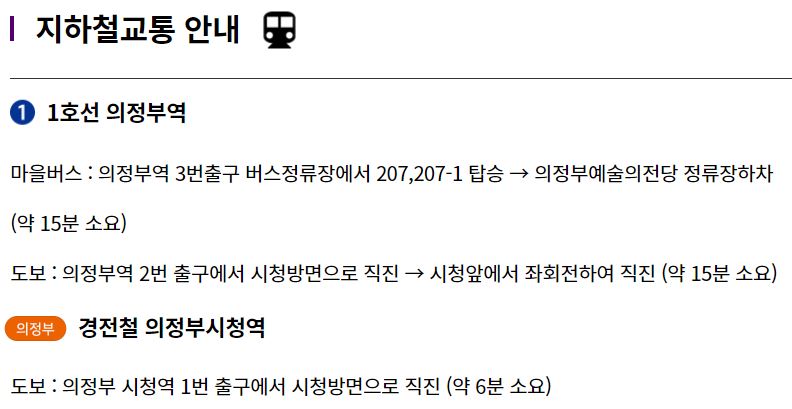 지하철교통 안내
1 1호선 의정부역
마을버스 : 의정부역 3번출구 버스정류장에서 207,207-1 탑승 → 의정부예술의전당 정류장하차
(약 15분 소요)
도보 : 의정부역 2번 출구에서 시청방면으로 직진 → 시청앞에서 좌회전하여 직진 (약 15분 소요)
의정부 경전철 의정부시청역
도보 : 의정부 시청역 1번 출구에서 시청방면으로 직진 (약 6분 소요)